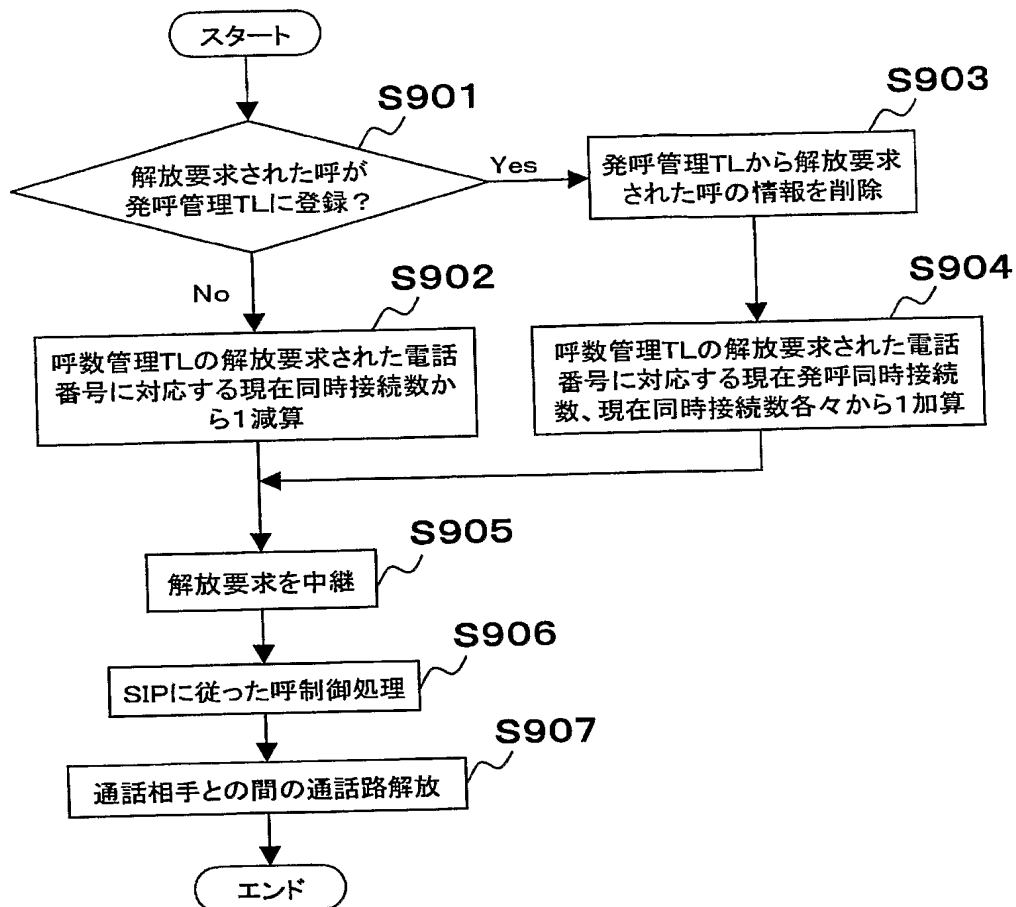 スタート
S901
解放要求された呼が
発呼管理TLに登録？
Yes
S903
発呼管理TLから解放要求
された呼の情報を削除
No
S902
呼数管理TLの解放要求された電話
番号に対応する現在同時接続数か
ら1減算
S904
呼数管理TLの解放要求された電話
番号に対応する現在発呼同時接続
数、現在同時接続数各々から1加算
S905
解放要求を中継
S906
SIPに従った呼制御処理
S907
通話相手との間の通話路解放
エンド